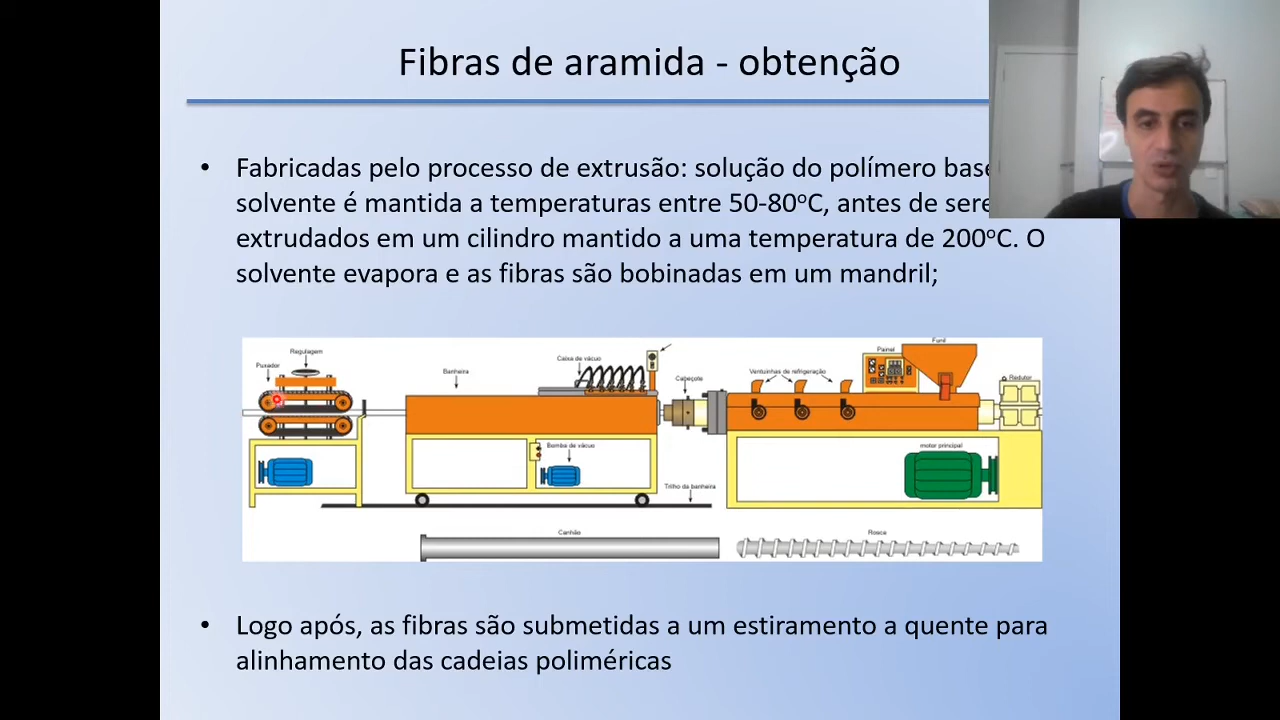 Fibras de aramida - obtenção
• Fabricadas pelo processo de extrusão: solução do polímero base
solvente é mantida a temperaturas entre 50-80ºC, antes de sere
extrudados em um cilindro mantido a uma temperatura de 200ºC. O
solvente evapora e as fibras são bobinadas em um mandril;
Funil
Regulagem
Painel
Puxador
Caixa de vácuo
Banheira
Cabeçote
Ventuinhas de refrigeração
Redutor
Bomba de vácuo
motor principal
Trilho da banheira
Canhão
Rosca
• Logo após, as fibras são submetidas a um estiramento a quente para
alinhamento das cadeias poliméricas